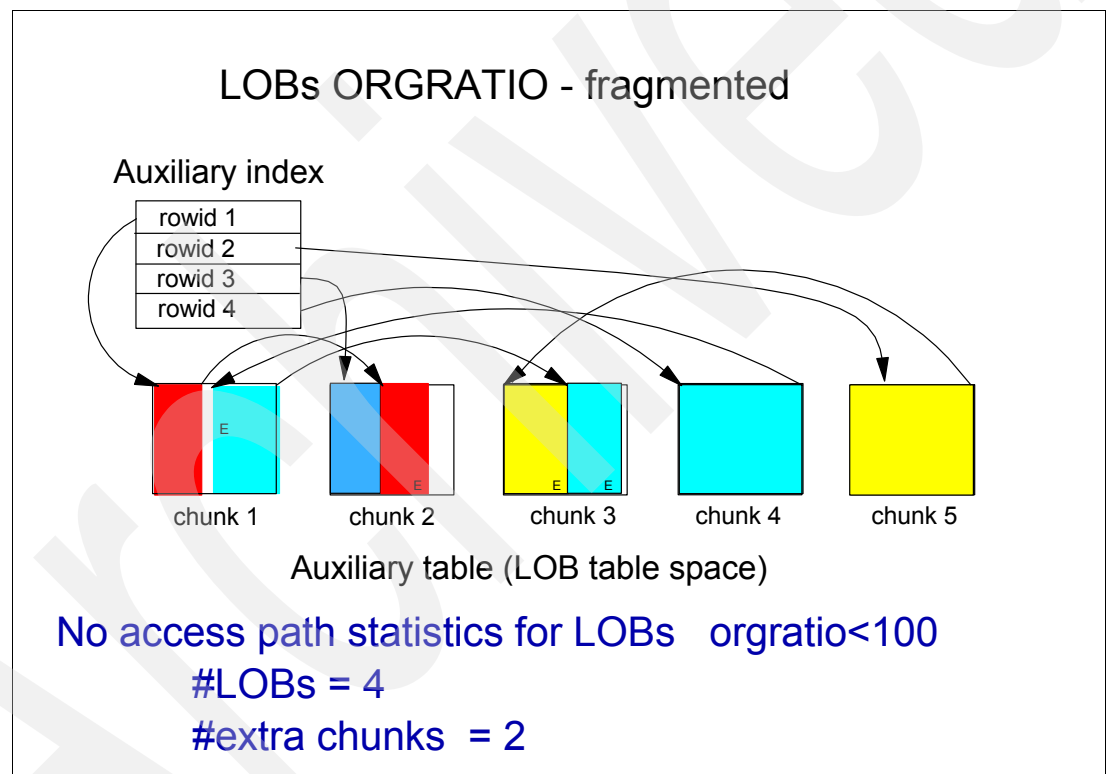 LOBs ORGRATIO - fragmented
Auxiliary index
rowid 1
rowid 2
rowid 3
rowid 4
E
E
E
E
chunk 1
chunk 2
chunk 3
chunk 4
chunk 5
Auxiliary table (LOB table space)
No access path statistics for LOBs orgratio<100
#LOBs = 4
#extra chunks = 2